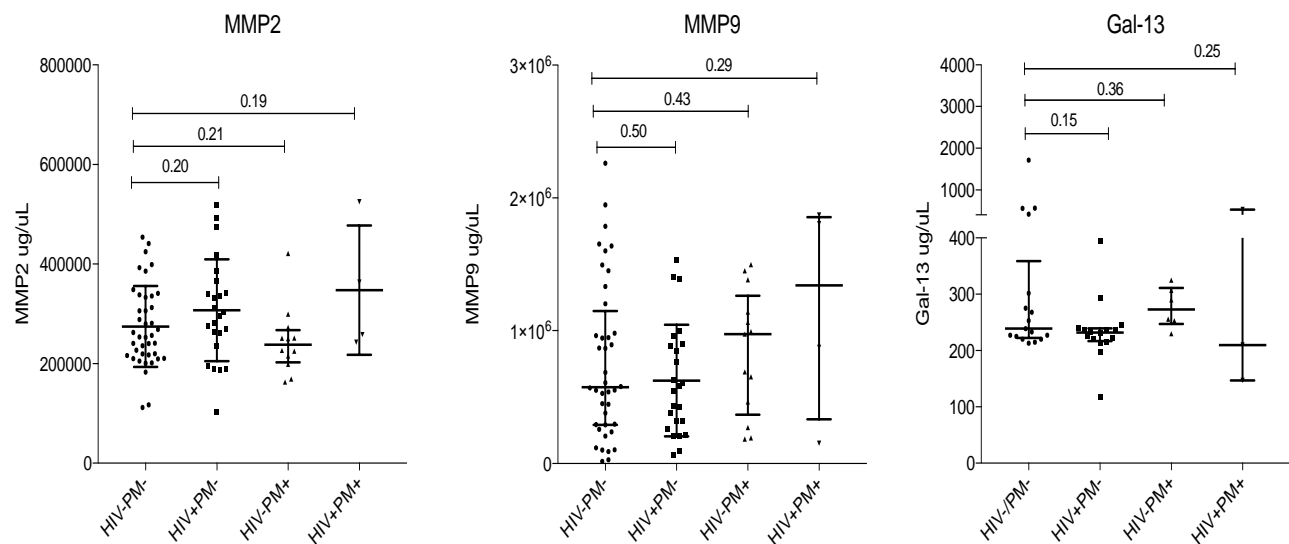 MMP2
MMP2 ug/uL
800000
600000
400000
200000
0
0.19
0.21
0.20
HIV-PM-
HIV+PM-
HIV-PM+
HIV+PM+
MMP9
MMP9 ug/uL
3×10⁶
2×10⁶
1×10⁶
0
0.29
0.43
0.50
HIV-PM-
HIV+PM-
HIV-PM+
HIV+PM+
Gal-13
Gal-13 ug/uL
4000
3000
2000
1000
400
300
200
100
0
0.25
0.36
0.15
HIV-/PM-
HIV+PM-
HIV-PM+
HIV+PM+